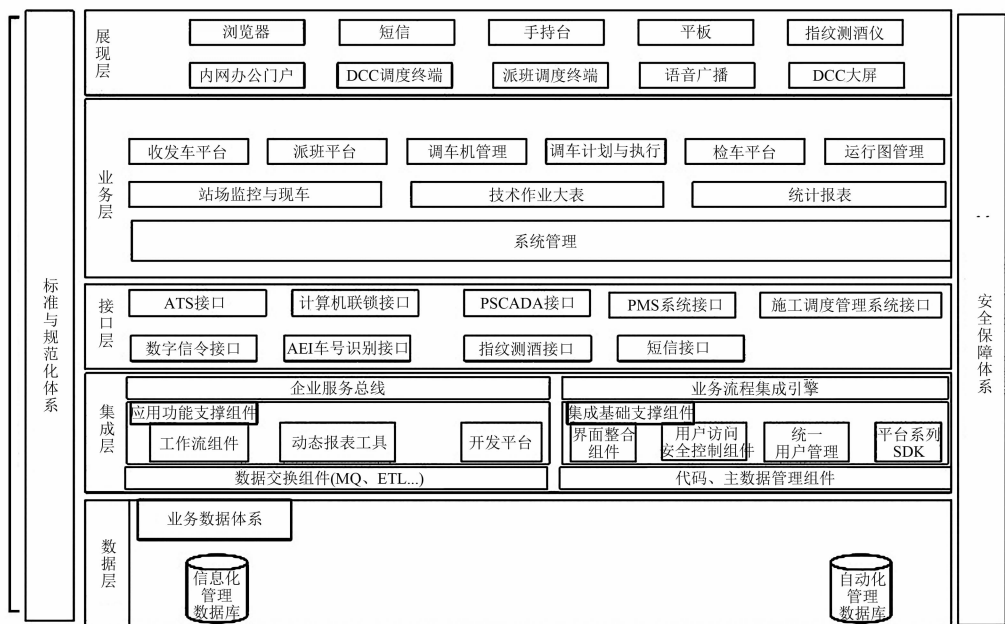 标准与规范化体系
展现层
浏览器
短信
手持台
平板
指纹测酒仪
内网办公门户
DCC调度终端
派班调度终端
语音广播
DCC大屏
业务层
收发车平台
派班平台
调车机管理
调车计划与执行
检车平台
运行图管理
站场监控与现车
技术作业大表
统计报表
系统管理
接口层
ATS接口
计算机联锁接口
PSCADA接口
PMS系统接口
施工调度管理系统接口
数字信令接口
AEI车号识别接口
指纹测酒接口
短信接口
集成层
企业服务总线
业务流程集成引擎
应用功能支撑组件
集成基础支撑组件
工作流组件
动态报表工具
开发平台
界面整合
组件
用户访问
安全控制组件
统一
用户管理
平台系列
SDK
数据交换组件(MQ、ETL...)
代码、主数据管理组件
数据层
业务数据体系
信息化
管理
数据库
自动化
管理
数据库
安全保障体系